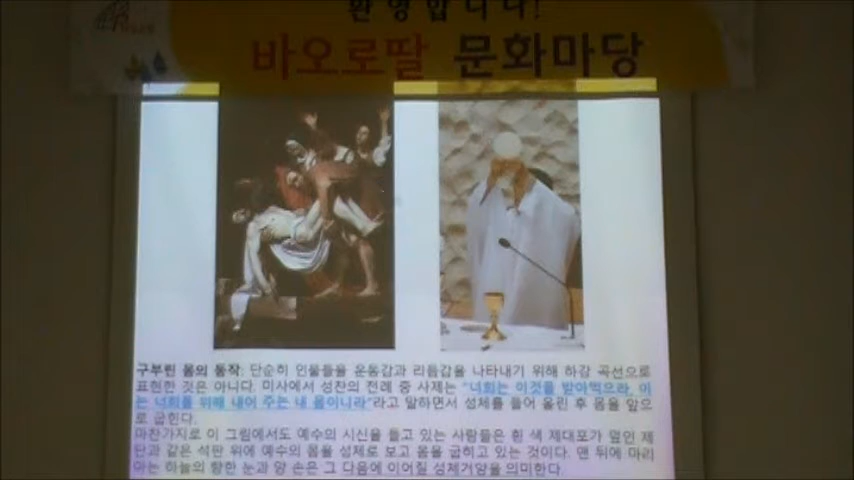 환영합니다!
바오로딸 문화마당
구부린 몸의 동작: 단순히 인물들을 운동감과 리듬감을 나타내기 위해 하강 곡선으로
표현한 것은 아니다. 미사에서 성찬의 전례 중 사제는 "너희는 이것을 받아먹으라, 이
는 너희를 위해 내어 주는 내 몸이니라"라고 말하면서 성체를 들어 올린 후 몸을 앞으
로 굽힌다.
마찬가지로 이 그림에서도 예수의 시신을 들고 있는 사람들은 흰 색 제대포가 덮인 제
단과 같은 석판 위에 예수의 몸을 성체로 보고 몸을 굽히고 있는 것이다. 맨 뒤에 마리
아는 하늘의 향한 눈과 양 손은 그 다음에 이어질 성체거양을 의미한다.